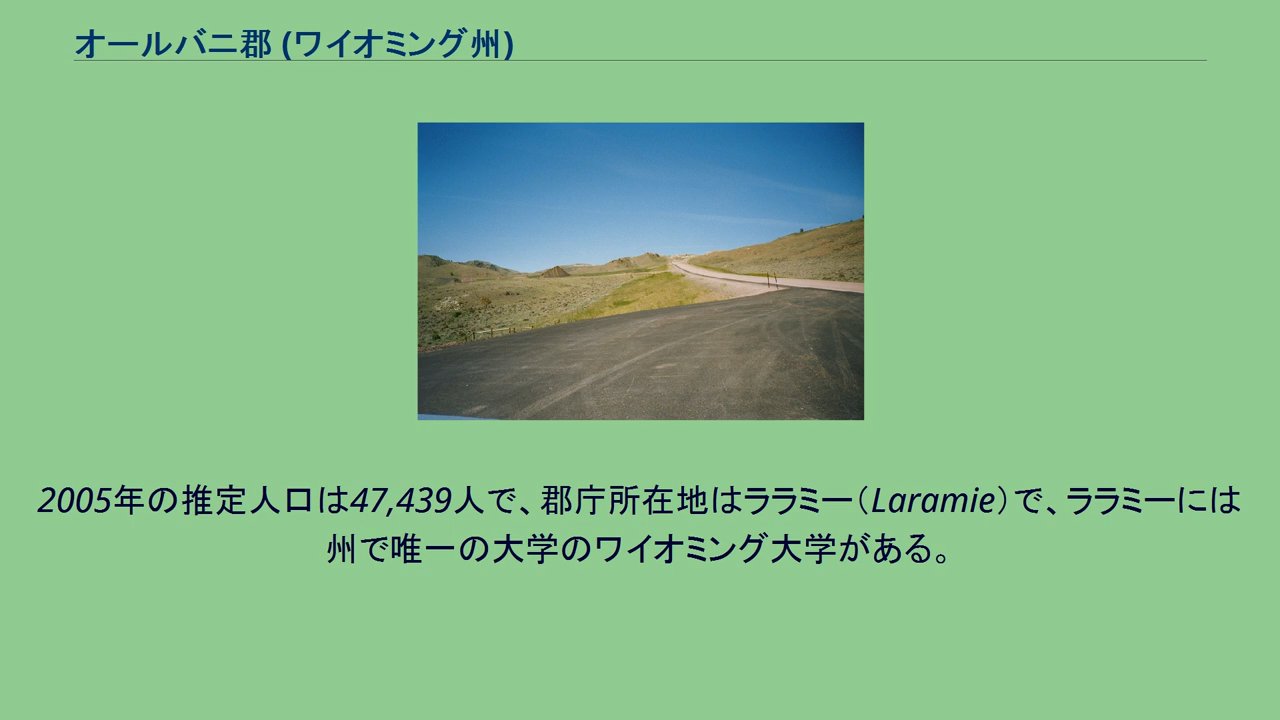 オールバニ郡 (ワイオミング州)
2005年の推定人口は47,439人で、郡庁所在地はララミー（Laramie）で、ララミーには
州で唯一の大学のワイオミング大学がある。